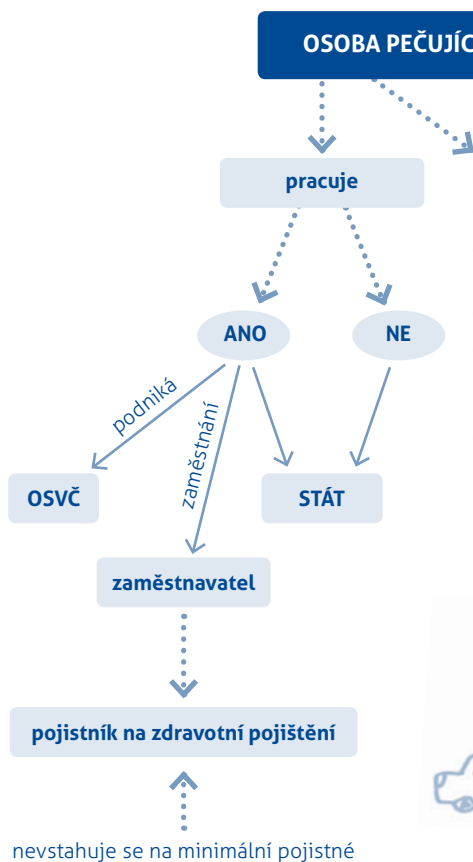 OSOBA PEČUJÍC
pracuje
ANO
NE
podniká
zaměstnání
OSVČ
STÁT
zaměstnavatel
pojistník na zdravotní pojištění
nevstahuje se na minimální pojistné